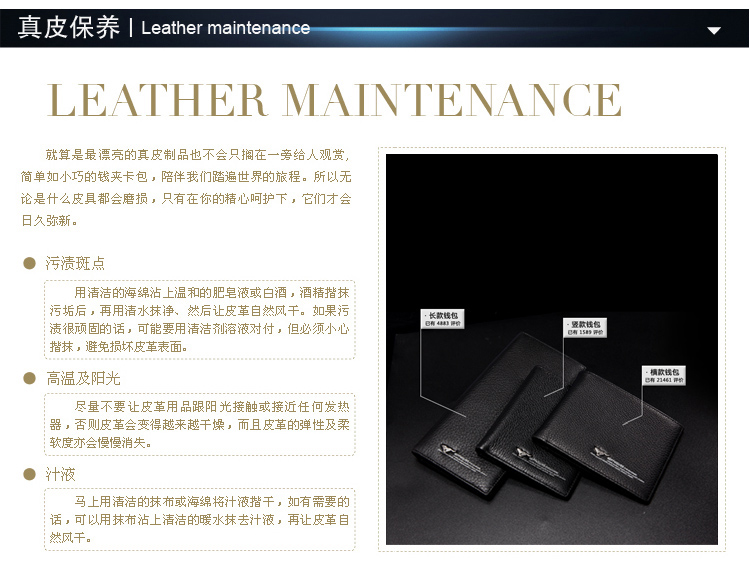 真皮保养 | Leather maintenance
LEATHER MAINTENANCE
就算是最漂亮的真皮制品也不会只搁在一旁给人观赏,
简单如小巧的钱夹卡包，陪伴我们踏遍世界的旅程。所以无
论是什么皮具都会磨损，只有在你的精心呵护下，它们才会
日久弥新。
污渍斑点
用清洁的海绵沾上温和的肥皂液或白酒，酒精揩抹
污垢后，再用清水抹净、然后让皮革自然风干。如果污
渍很顽固的话，可能要用清洁剂溶液对付，但必须小心
揩抹，避免损坏皮革表面。
高温及阳光
尽量不要让皮革用品跟阳光接触或接近任何发热
器，否则皮革会变得越来越干燥，而且皮革的弹性及柔
软度亦会慢慢消失。
汁液
马上用清洁的抹布或海绵将汁液揩干，如有需要的
话，可以用抹布沾上清洁的暖水抹去汁液，再让皮革自
然风干。
· 长款钱包
已有 4883 评价
· 竖款钱包
已有 1589 评价
· 横款钱包
已有 21461 评价